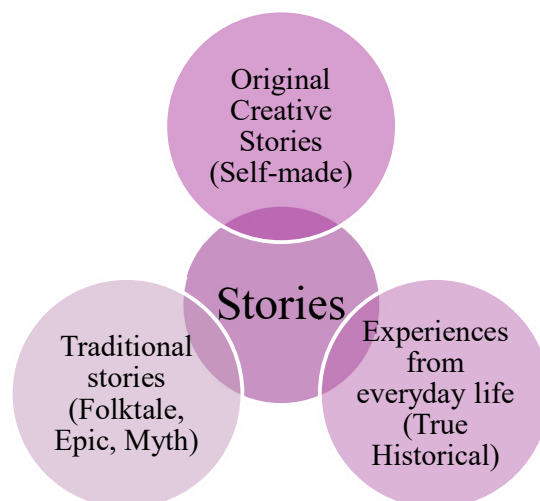 Original
Creative
Stories
(Self-made)
Stories
Traditional
stories
(Folktale,
Epic, Myth)
Experiences
from
everyday life
(True
Historical)